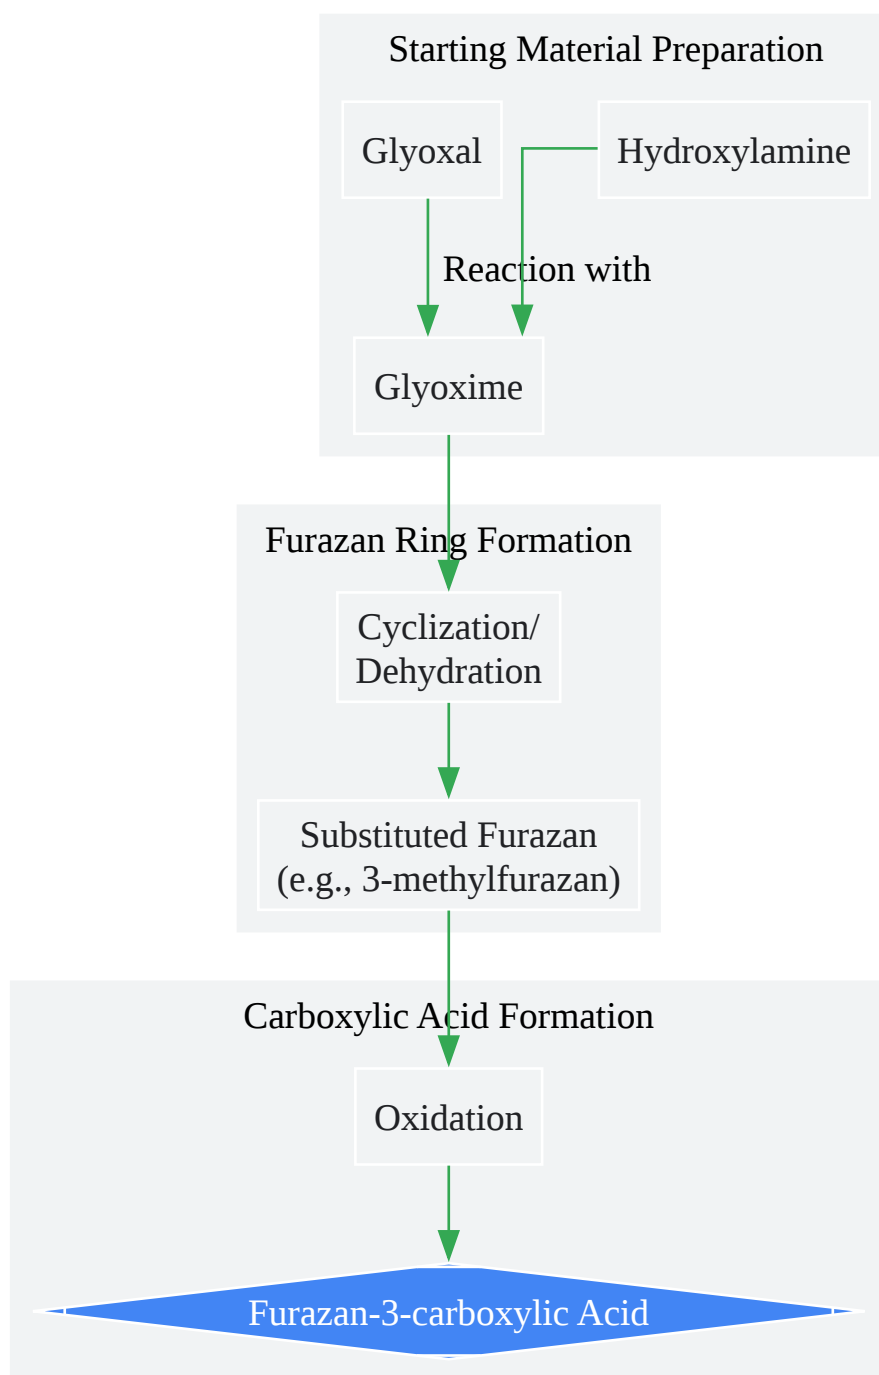 Starting Material Preparation
Glyoxal
Hydroxylamine
Reaction with
Glyoxime
Furazan Ring Formation
Cyclization/
Dehydration
Substituted Furazan
(e.g., 3-methylfurazan)
Carboxylic Acid Formation
Oxidation
Furazan-3-carboxylic Acid